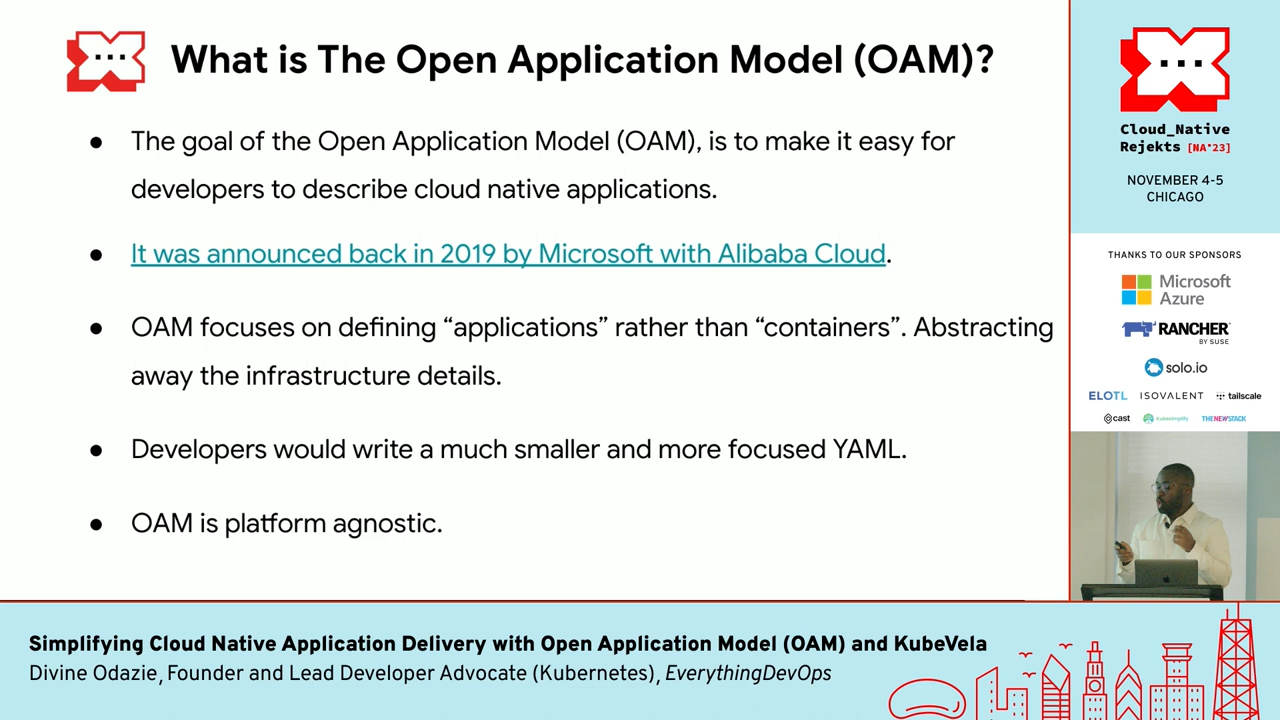 What is The Open Application Model (OAM)?
● The goal of the Open Application Model (OAM), is to make it easy for
developers to describe cloud native applications.
● It was announced back in 2019 by Microsoft with Alibaba Cloud.
● OAM focuses on defining “applications” rather than “containers”. Abstracting
away the infrastructure details.
● Developers would write a much smaller and more focused YAML.
● OAM is platform agnostic.
Cloud_Native
Rejekts [NA'23]
NOVEMBER 4-5
CHICAGO
THANKS TO OUR SPONSORS
Microsoft
Azure
RANCHER
BY SUSE
solo.io
ELOTL ISOVALENT tailscale
cast Kubesimplify THENEWSTACK
Simplifying Cloud Native Application Delivery with Open Application Model (OAM) and KubeVela
Divine Odazie, Founder and Lead Developer Advocate (Kubernetes), EverythingDevOps